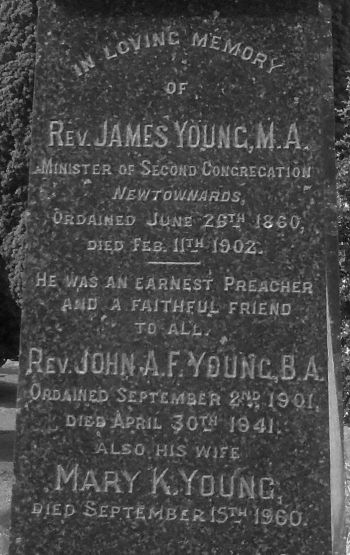 IN LOVING MEMORY
OF
REV. JAMES YOUNG, M.A.
MINISTER OF SECOND CONGREGATION
NEWTOWNARDS,
ORDAINED JUNE 26TH 1860,
DIED FEB. 11TH 1902.
HE WAS AN EARNEST PREACHER
AND A FAITHFUL FRIEND
TO ALL.
REV. JOHN A. F. YOUNG, B.A.
ORDAINED SEPTEMBER 2ND 1901,
DIED APRIL 30TH 1941.
ALSO HIS WIFE
MARY K. YOUNG,
DIED SEPTEMBER 15TH 1960.